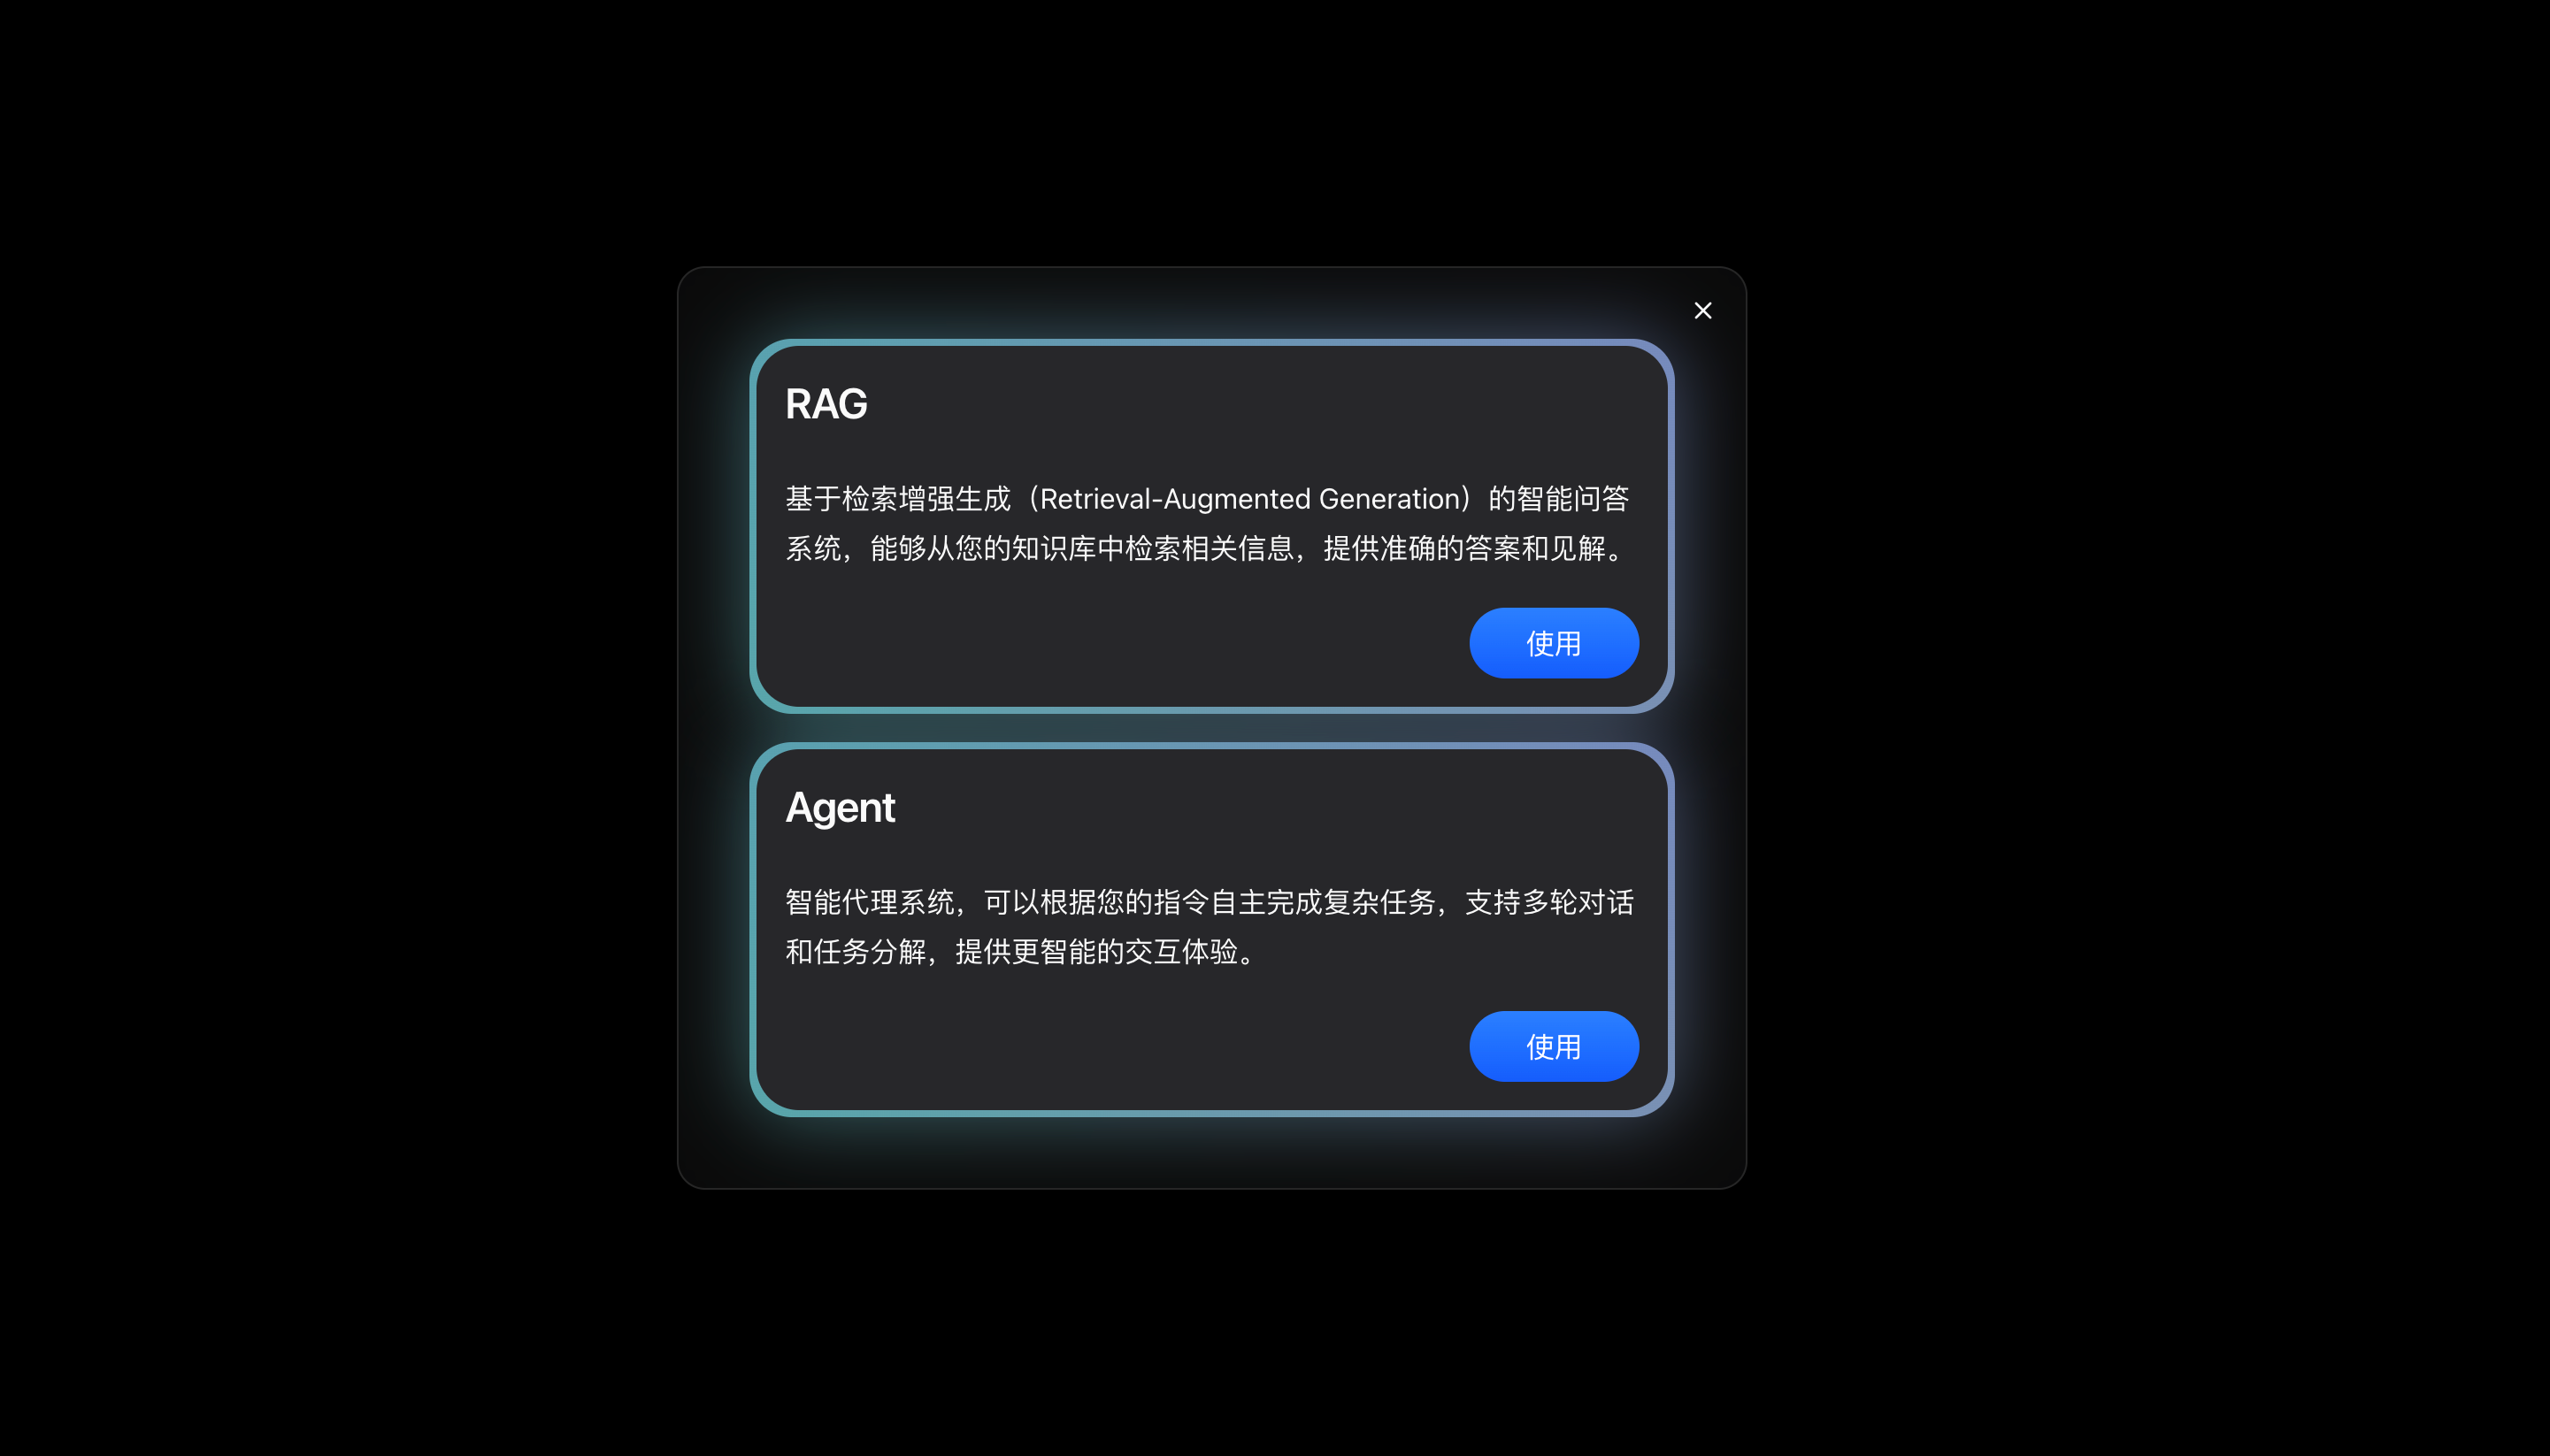 RAG
基于检索增强生成（Retrieval-Augmented Generation）的智能问答
系统，能够从您的知识库中检索相关信息，提供准确的答案和见解。
使用
Agent
智能代理系统，可以根据您的指令自主完成复杂任务，支持多轮对话
和任务分解，提供更智能的交互体验。
使用